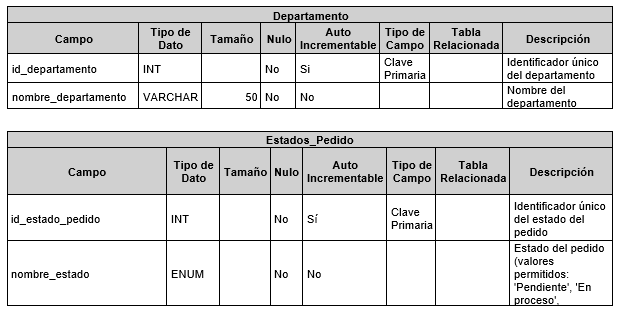 Departamento
Campo Tipo de Dato Tamaño Nulo Auto Incrementable Tipo de Campo Tabla Relacionada Descripción
id_departamento INT No Si Clave Primaria Identificador único del departamento
nombre_departamento VARCHAR 50 No No Nombre del departamento
Estados_Pedido
Campo Tipo de Dato Tamaño Nulo Auto Incrementable Tipo de Campo Tabla Relacionada Descripción
id_estado_pedido INT No Sí Clave Primaria Identificador único del estado del pedido
nombre_estado ENUM No No Estado del pedido (valores permitidos: 'Pendiente', 'En proceso',